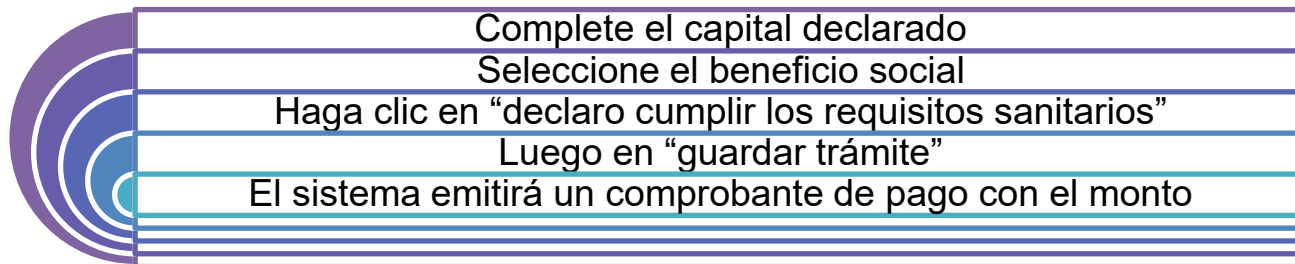 Complete el capital declarado
Seleccione el beneficio social
Haga clic en “declaro cumplir los requisitos sanitarios”
Luego en “guardar trámite”
El sistema emitirá un comprobante de pago con el monto